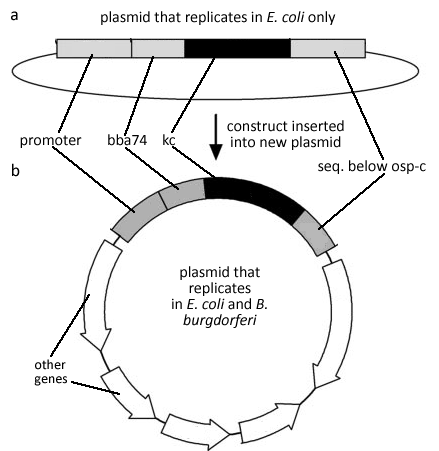 a
plasmid that replicates in E. coli only
promoter
bba74
kc
construct inserted
into new plasmid
seq. below osp-c
b
plasmid that
replicates
in E. coli and B.
burgdorferi
other
genes